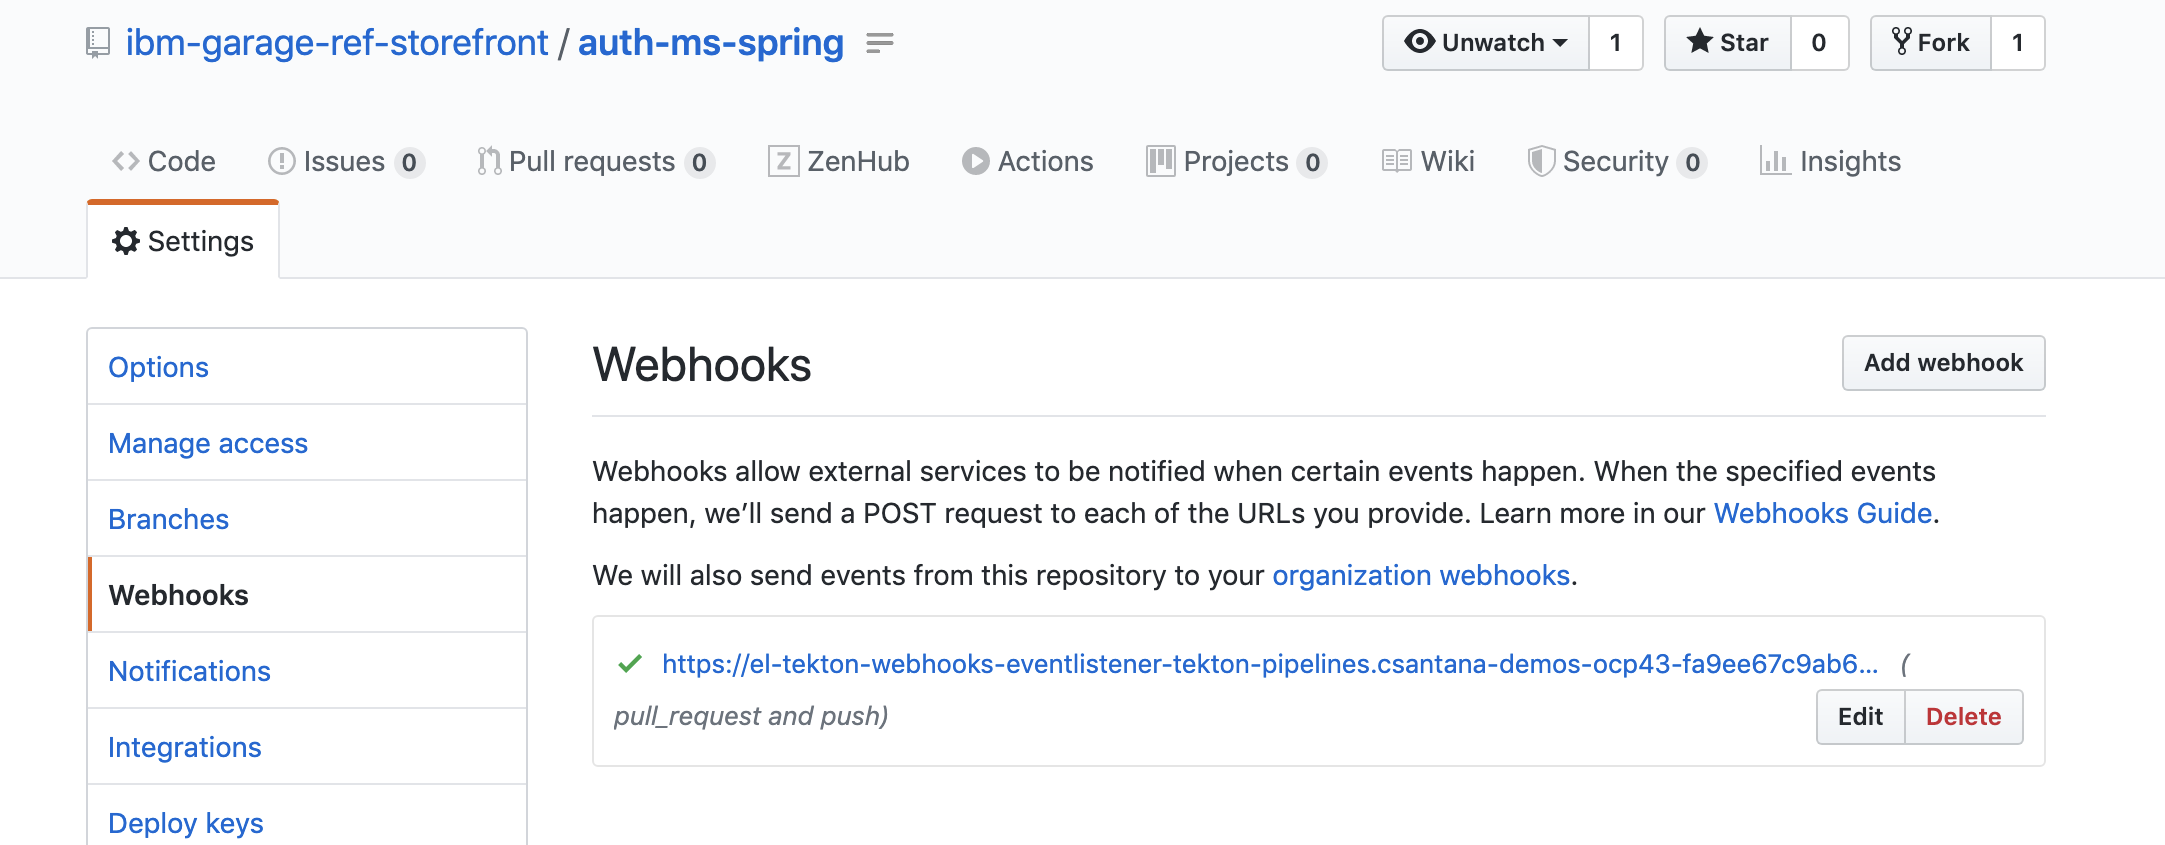 ibm-garage-ref-storefront / auth-ms-spring
Unwatch 1 Star 0 Fork 1
Code Issues 0 Pull requests 0 Z ZenHub Actions Projects 0 Wiki Security 0 Insights
Settings
Options
Manage access
Branches
Webhooks
Notifications
Integrations
Deploy keys
Webhooks
Add webhook
Webhooks allow external services to be notified when certain events happen. When the specified events
happen, we’ll send a POST request to each of the URLs you provide. Learn more in our Webhooks Guide.
We will also send events from this repository to your organization webhooks.
https://el-tekton-webhooks-eventlistener-tekton-pipelines.csantana-demos-ocp43-fa9ee67c9ab6... (
pull_request and push)
Edit Delete